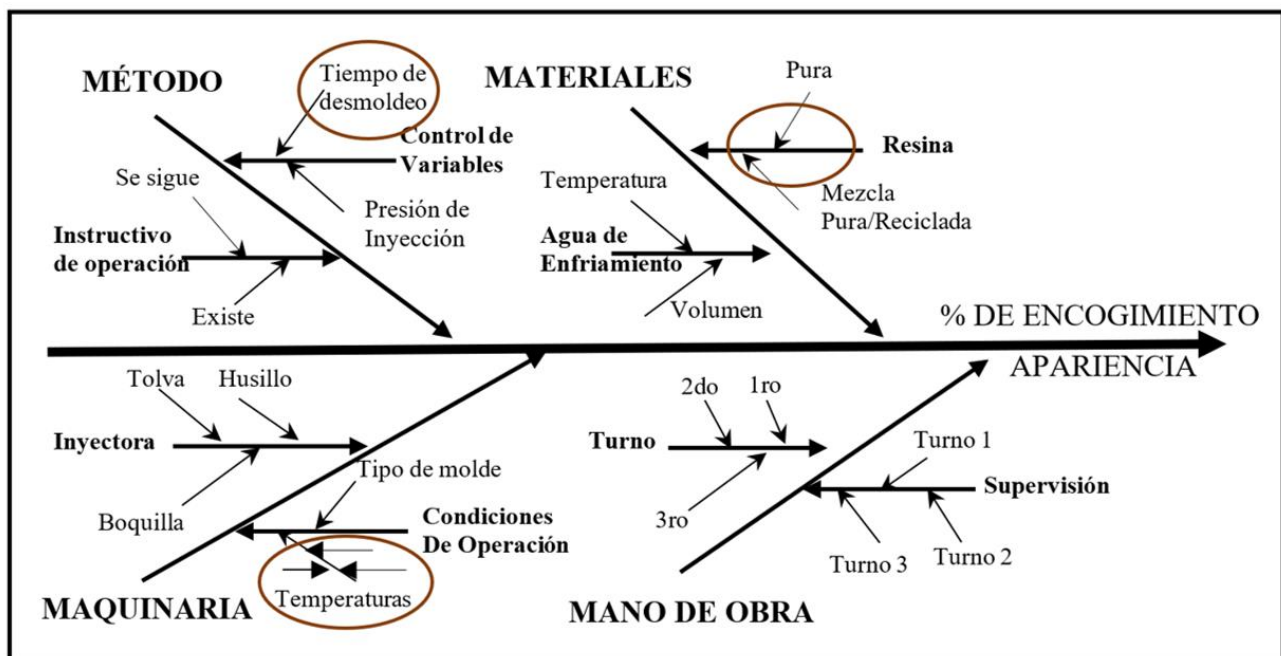 MÉTODO
Tiempo de
desmoldeo
Control de
Variables
Se sigue
Presión de
Inyección
Instructivo
de operación
Existe
MATERIALES
Pura
Resina
Mezcla
Pura/Reciclada
Temperatura
Agua de
Enfriamiento
Volumen
% DE ENCOGIMIENTO
APARIENCIA
Tolva
Husillo
Inyectora
Boquilla
Tipo de molde
Condiciones
De Operación
Temperaturas
MAQUINARIA
2do
1ro
Turno
3ro
Turno 1
Supervisión
Turno 3
Turno 2
MANO DE OBRA